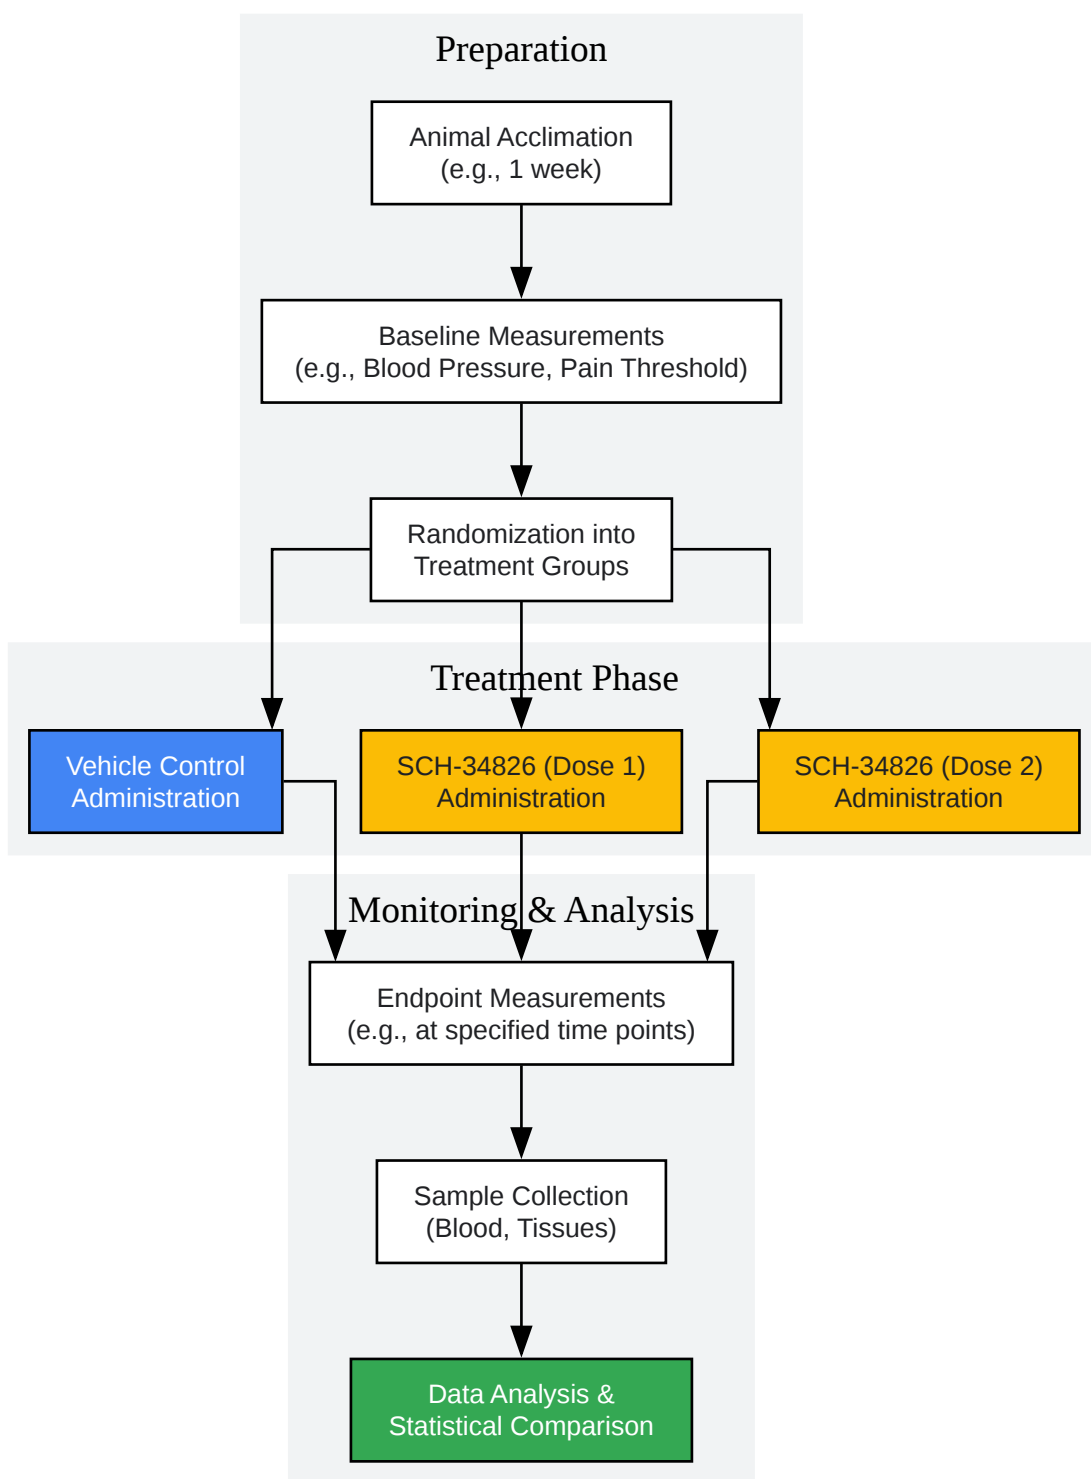 Preparation
Animal Acclimation
(e.g., 1 week)
Baseline Measurements
(e.g., Blood Pressure, Pain Threshold)
Randomization into
Treatment Groups
Treatment Phase
Vehicle Control
Administration
SCH-34826 (Dose 1)
Administration
SCH-34826 (Dose 2)
Administration
Monitoring & Analysis
Endpoint Measurements
(e.g., at specified time points)
Sample Collection
(Blood, Tissues)
Data Analysis &
Statistical Comparison